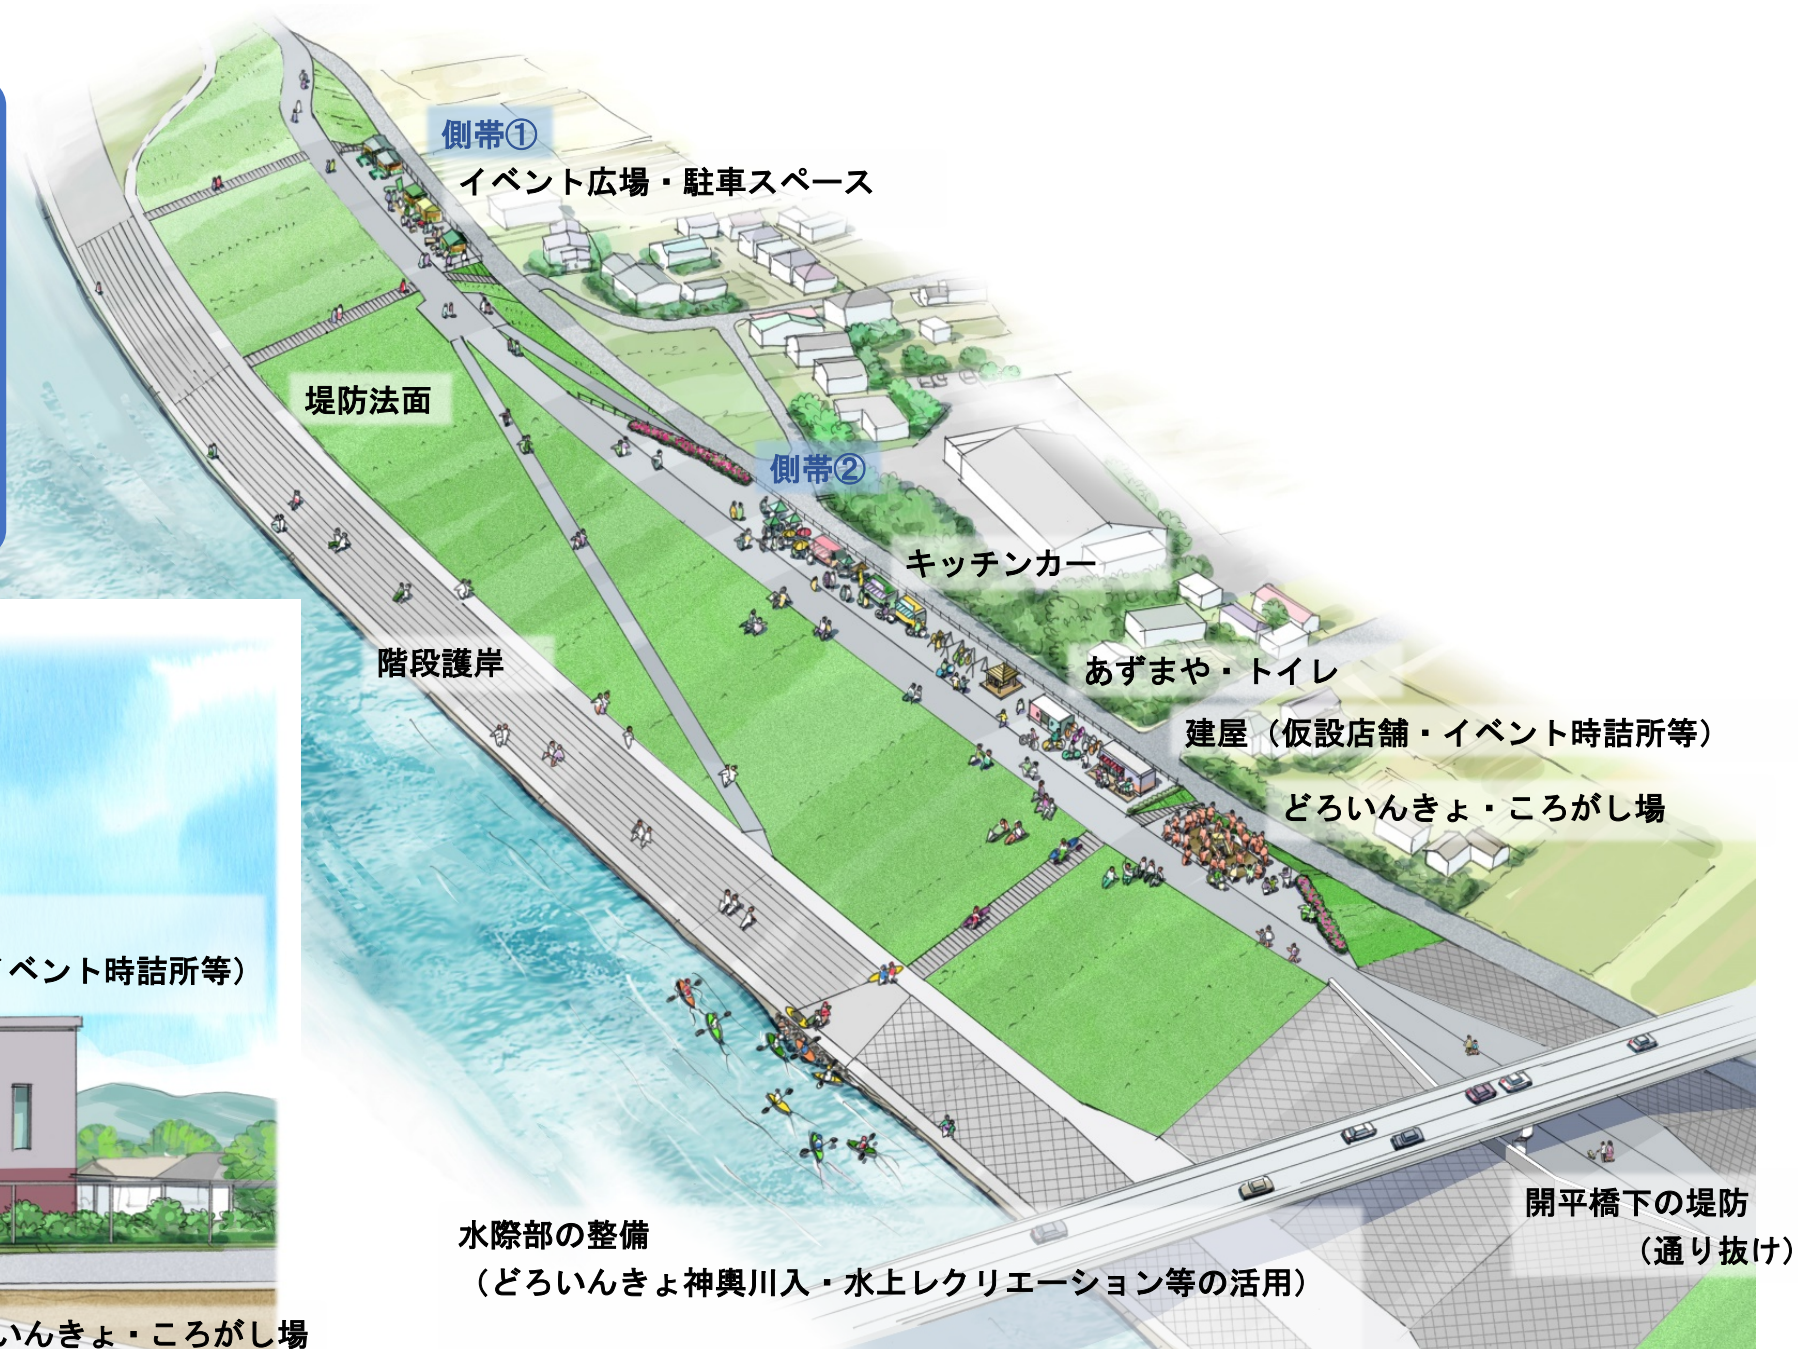 側帯①
イベント広場・駐車スペース
堤防法面
側帯②
キッチンカー
階段護岸
あずまや・トイレ
建屋（仮設店舗・イベント時詰所等）
どろいんきょ・ころがし場
ベント時詰所等）
開平橋下の堤防
（通り抜け）
水際部の整備
（どろいんきょ神輿川入・水上レクリエーション等の活用）
いんきょ・ころがし場